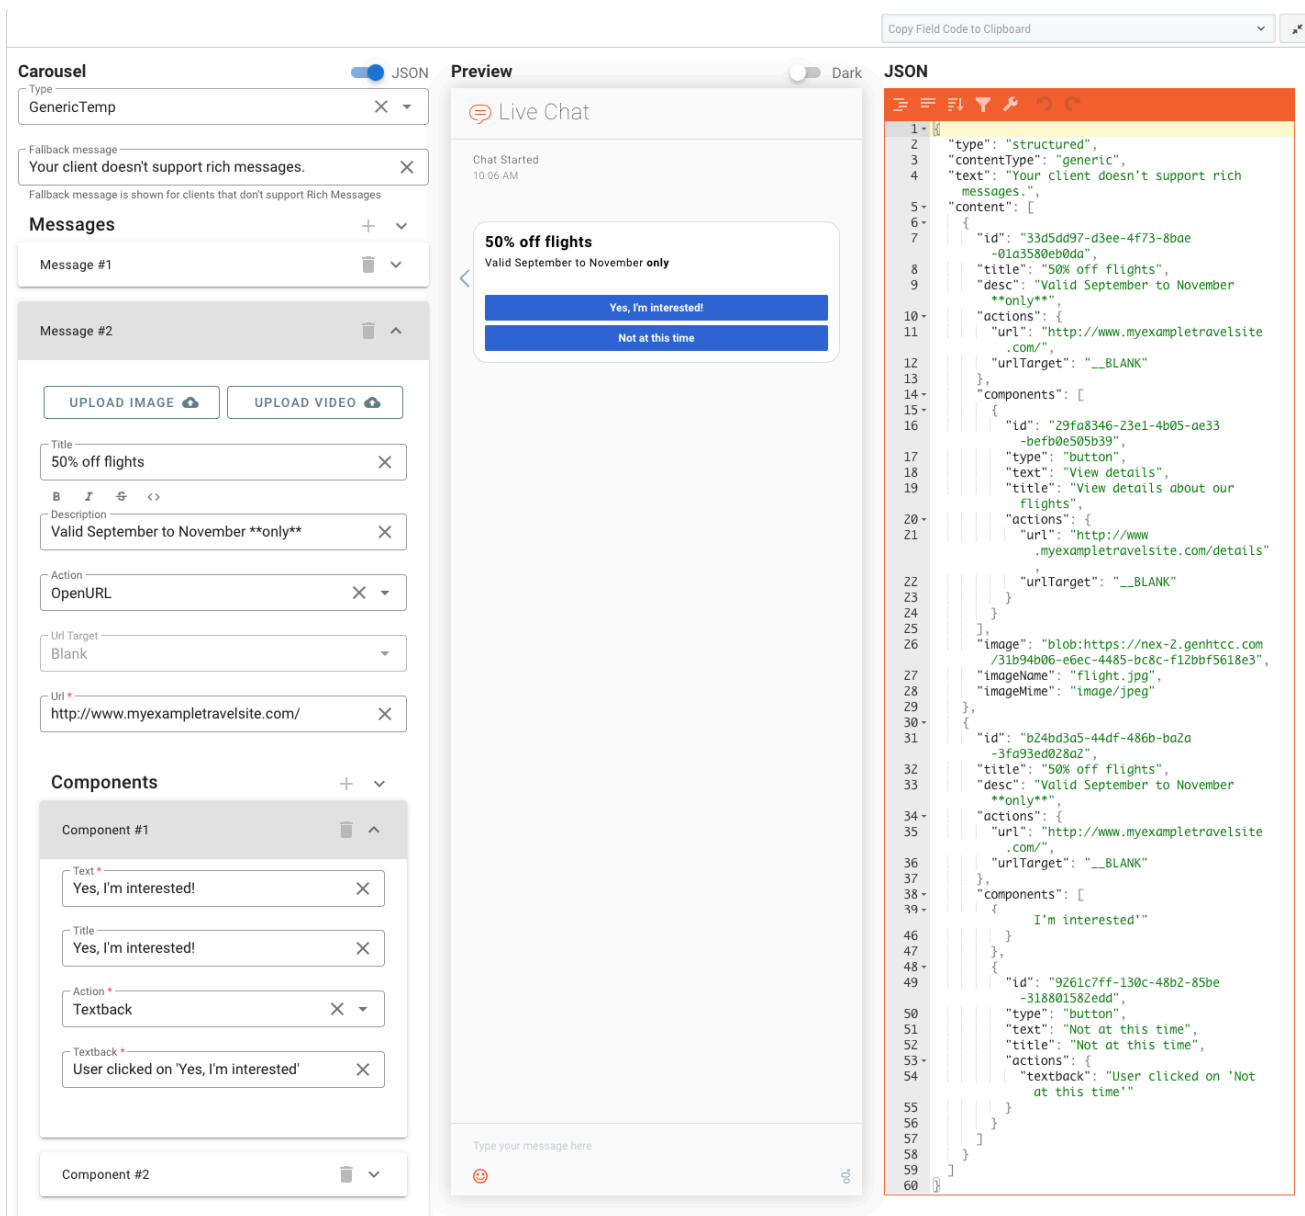 Copy Field Code to Clipboard
Carousel
JSON
Type
GenericTemp
Fallback message
Your client doesn't support rich messages.
Fallback message is shown for clients that don't support Rich Messages
Messages
Message #1
Message #2
UPLOAD IMAGE
UPLOAD VIDEO
Title
50% off flights
B I S <>
Description
Valid September to November **only**
Action
OpenURL
Url Target
Blank
Url *
http://www.myexampletravelsite.com/
Components
Component #1
Text *
Yes, I'm interested!
Title
Yes, I'm interested!
Action *
Textback
Textback *
User clicked on 'Yes, I'm interested'
Component #2
Preview
Dark
Live Chat
Chat Started
10:06 AM
50% off flights
Valid September to November only
Yes, I'm interested!
Not at this time
Type your message here
JSON
1 {
2 "type": "structured",
3 "contentType": "generic",
4 "text": "Your client doesn't support rich
messages.",
5 "content": [
6 {
7 "id": "33d5dd97-d3ee-4f73-8bae
-01a3580eb0da",
8 "title": "50% off flights",
9 "desc": "Valid September to November
**only**",
10 "actions": {
11 "url": "http://www.myexampletravelsite
.com/",
12 "urlTarget": "__BLANK"
13 },
14 "components": [
15 {
16 "id": "29fa8346-23e1-4b05-ae33
-befb0e505b39",
17 "type": "button",
18 "text": "View details",
19 "title": "View details about our
flights",
20 "actions": {
21 "url": "http://www
.myexampletravelsite.com/details"
,
22 "urlTarget": "__BLANK"
23 }
24 }
25 ],
26 "image": "blob:https://nex-2.genhtcc.com
/31b94b06-e6ec-4485-bc8c-f12bbf5618e3",
27 "imageName": "flight.jpg",
28 "imageMime": "image/jpeg"
29 },
30 {
31 "id": "b24bd3a5-44df-486b-ba2a
-3fa93ed028a2",
32 "title": "50% off flights",
33 "desc": "Valid September to November
**only**",
34 "actions": {
35 "url": "http://www.myexampletravelsite
.com/",
36 "urlTarget": "__BLANK"
37 },
38 "components": [
39 {
I'm interested'"
46 }
47 },
48 {
49 "id": "9261c7ff-130c-48b2-85be
-318801582edd",
50 "type": "button",
51 "text": "Not at this time",
52 "title": "Not at this time",
53 "actions": {
54 "textback": "User clicked on 'Not
at this time'"
55 }
56 }
57 ]
58 }
59 ]
60 }